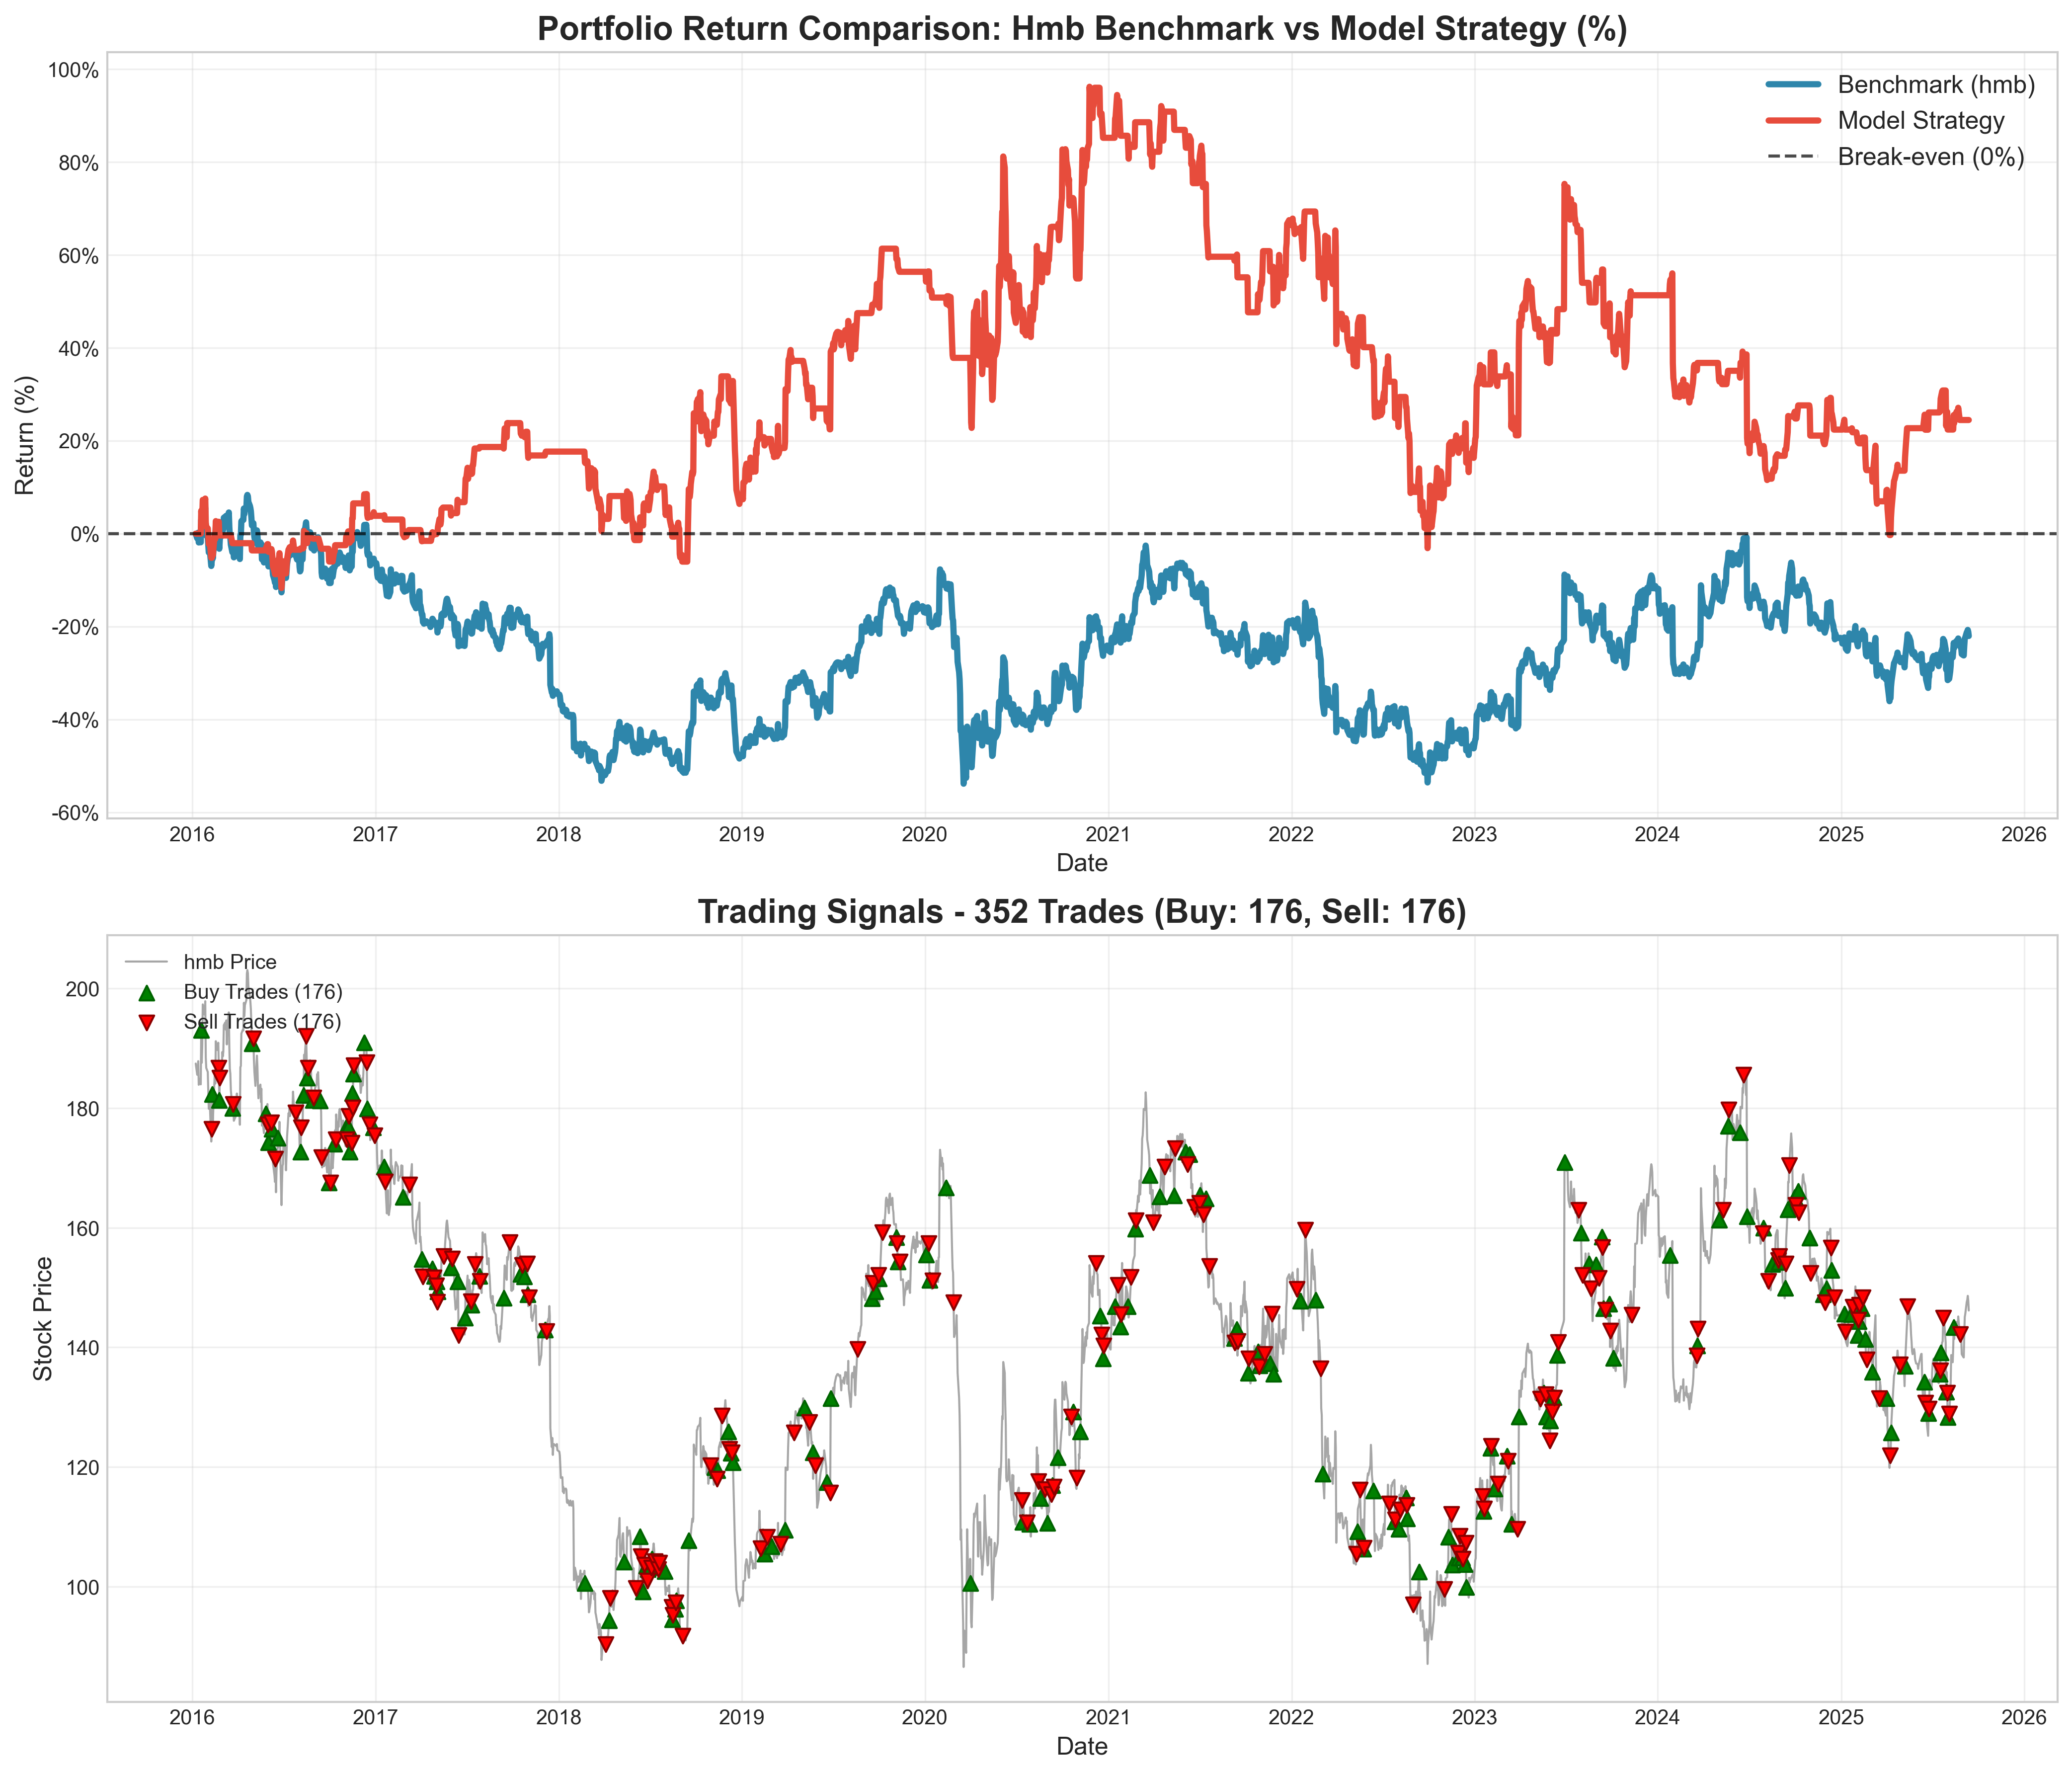 Portfolio Return Comparison: Hmb Benchmark vs Model Strategy (%)
Return (%)
100%
80%
60%
40%
20%
0%
-20%
-40%
-60%
Benchmark (hmb)
Model Strategy
Break-even (0%)
2016 2017 2018 2019 2020 2021 2022 2023 2024 2025 2026
Date
Trading Signals - 352 Trades (Buy: 176, Sell: 176)
Stock Price
hmb Price
Buy Trades (176)
Sell Trades (176)
200
180
160
140
120
100
2016 2017 2018 2019 2020 2021 2022 2023 2024 2025 2026
Date